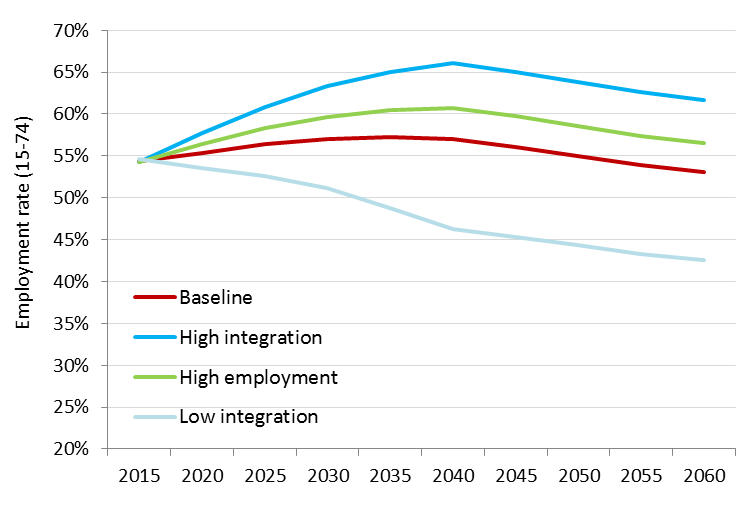 70%
65%
60%
55%
50%
45%
40%
35%
30%
25%
20%
Employment rate (15-74)
Baseline
High integration
High employment
Low integration
2015 2020 2025 2030 2035 2040 2045 2050 2055 2060